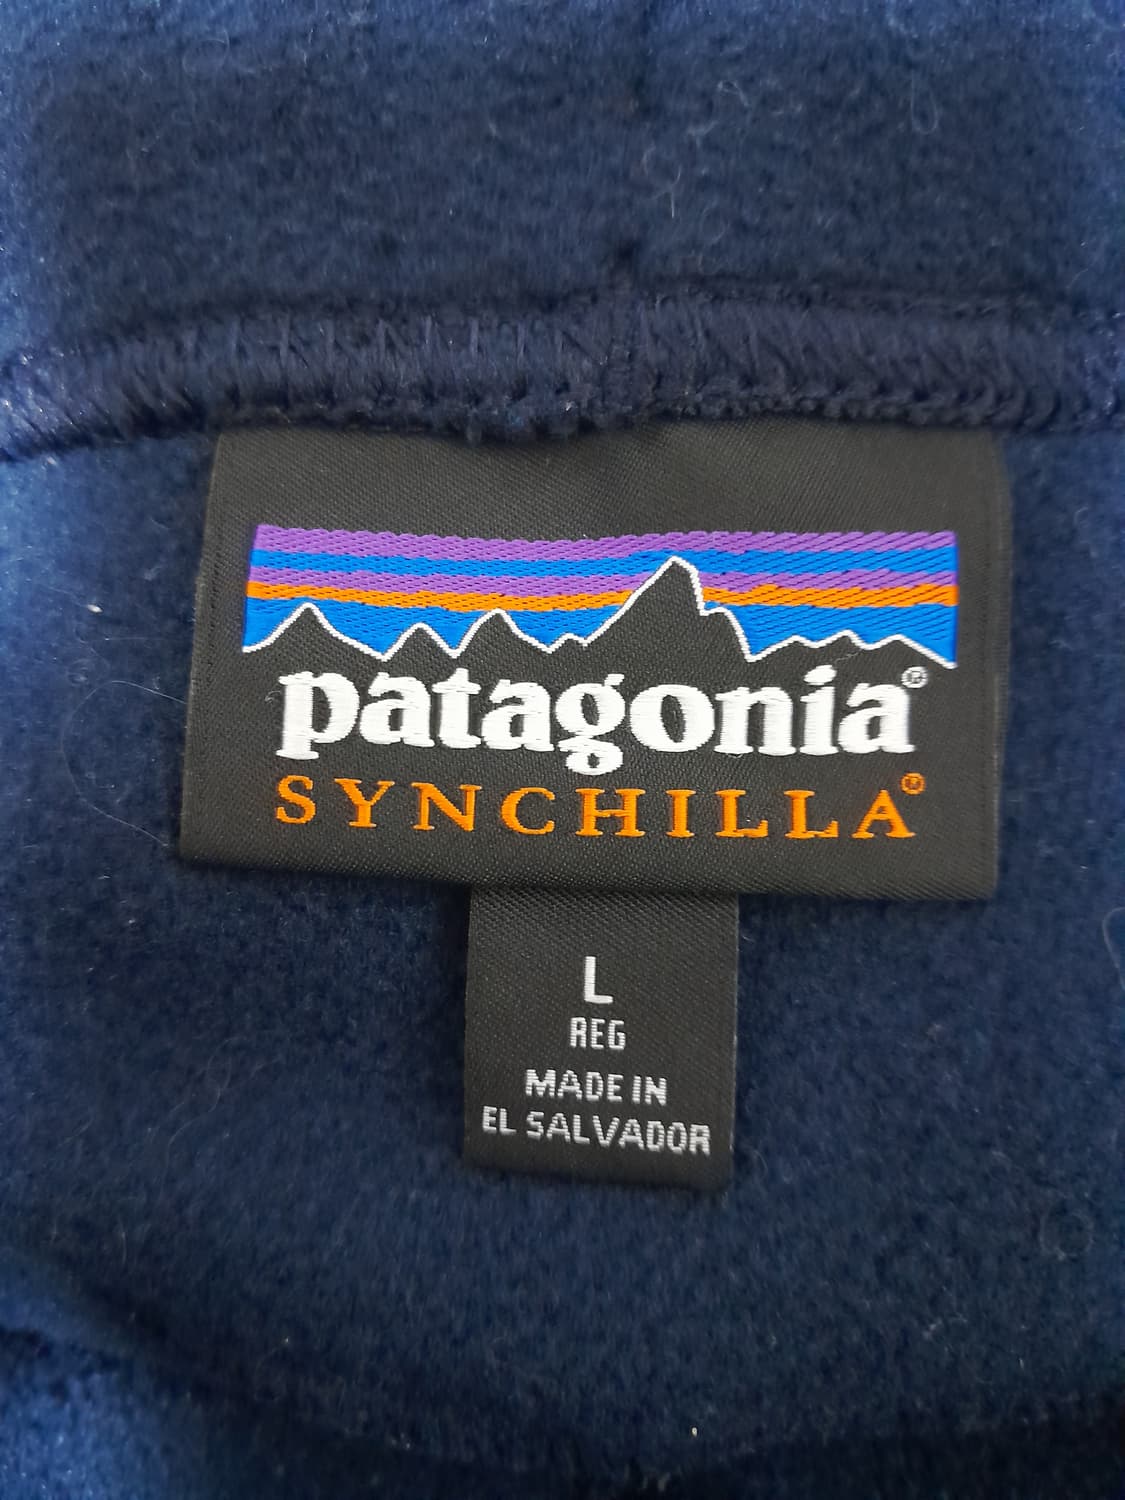 patagonia®
SYNCHILLA®
L
REG
MADE IN
EL SALVADOR